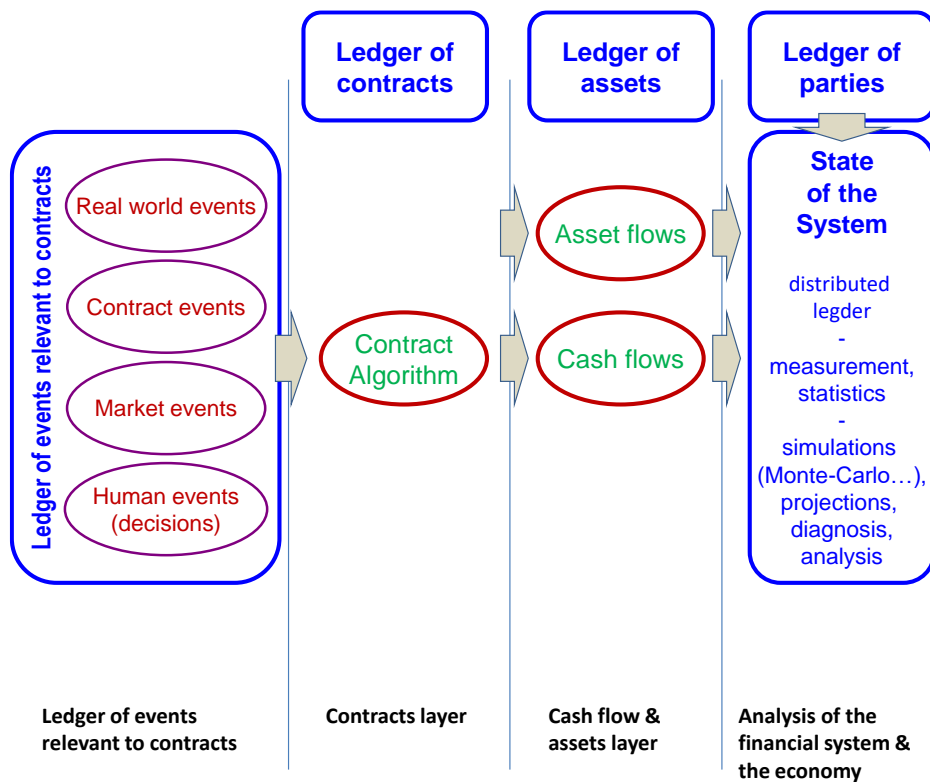 Ledger of
contracts
Ledger of
assets
Ledger of
parties
Ledger of events relevant to contracts
Real world events
Contract events
Market events
Human events
(decisions)
Contract
Algorithm
Asset flows
Cash flows
State
of the
System
distributed
legder
-
measurement,
statistics
-
simulations
(Monte-Carlo…),
projections,
diagnosis,
analysis
Ledger of events
relevant to contracts
Contracts layer
Cash flow &
assets layer
Analysis of the
financial system &
the economy